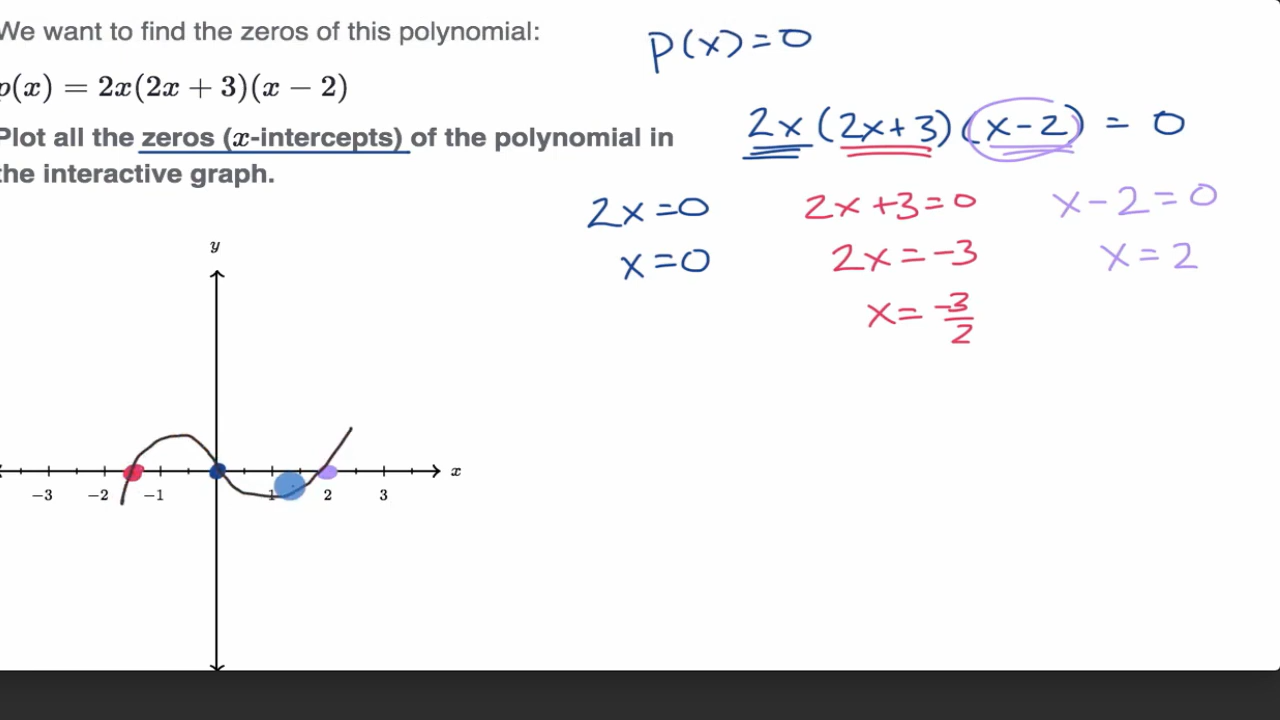 We want to find the zeros of this polynomial:
p(x) = 2x(2x + 3)(x − 2)
Plot all the zeros (x-intercepts) of the polynomial in
the interactive graph.
p(x)=0
2x(2x+3)(x-2) = 0
2x=0
2x+3=0
x-2=0
x=0
2x=-3
x=2
x=-3/2
y
x
−3 −2 −1 1 2 3